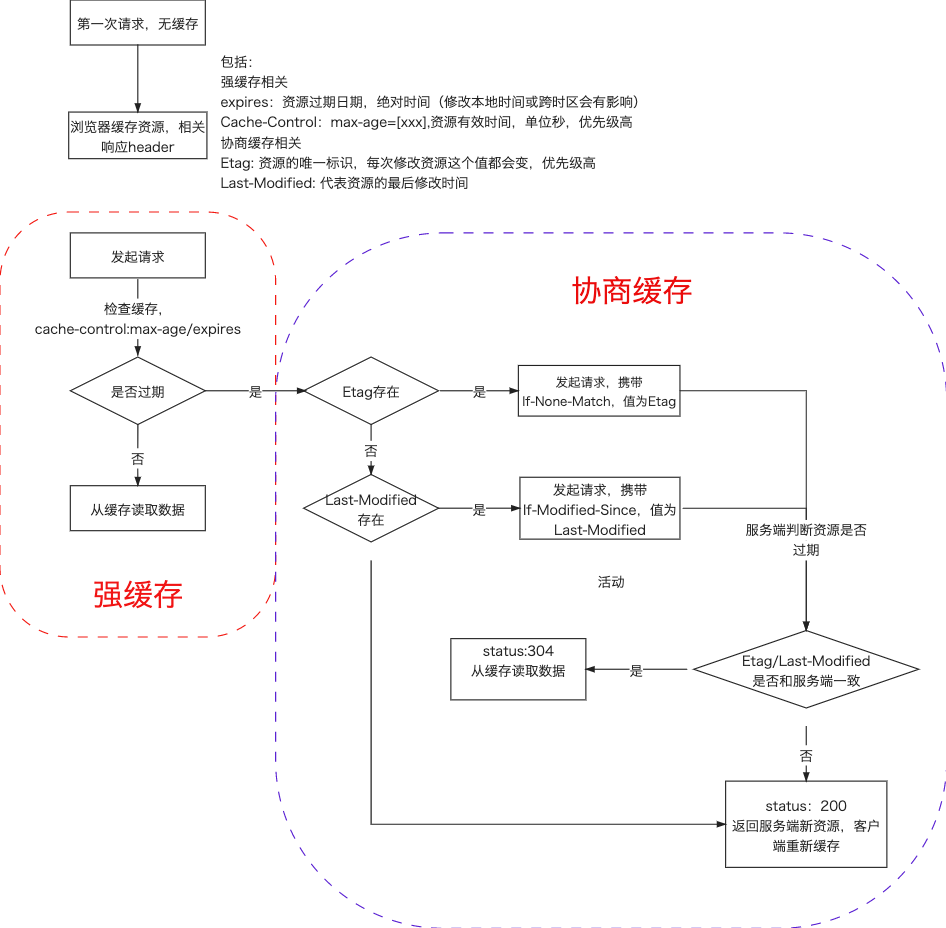 第一次请求，无缓存
包括：
强缓存相关
expires：资源过期日期，绝对时间（修改本地时间或跨时区会有影响）
Cache-Control：max-age=[xxx],资源有效时间，单位秒，优先级高
协商缓存相关
Etag: 资源的唯一标识，每次修改资源这个值都会变，优先级高
Last-Modified: 代表资源的最后修改时间
浏览器缓存资源，相关
响应header
发起请求
检查缓存，
cache-control:max-age/expires
是否过期
是
否
从缓存读取数据
强缓存
协商缓存
Etag存在
是
发起请求，携带
If-None-Match，值为Etag
否
Last-Modified
存在
是
发起请求，携带
If-Modified-Since，值为
Last-Modified
服务端判断资源是否
过期
活动
Etag/Last-Modified
是否和服务端一致
是
status:304
从缓存读取数据
否
status：200
返回服务端新资源，客户
端重新缓存